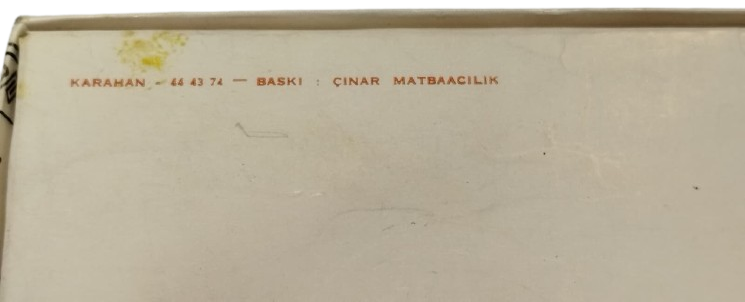 KARAHAN - 44 43 74 — BASKI : ÇINAR MATBAACILIK